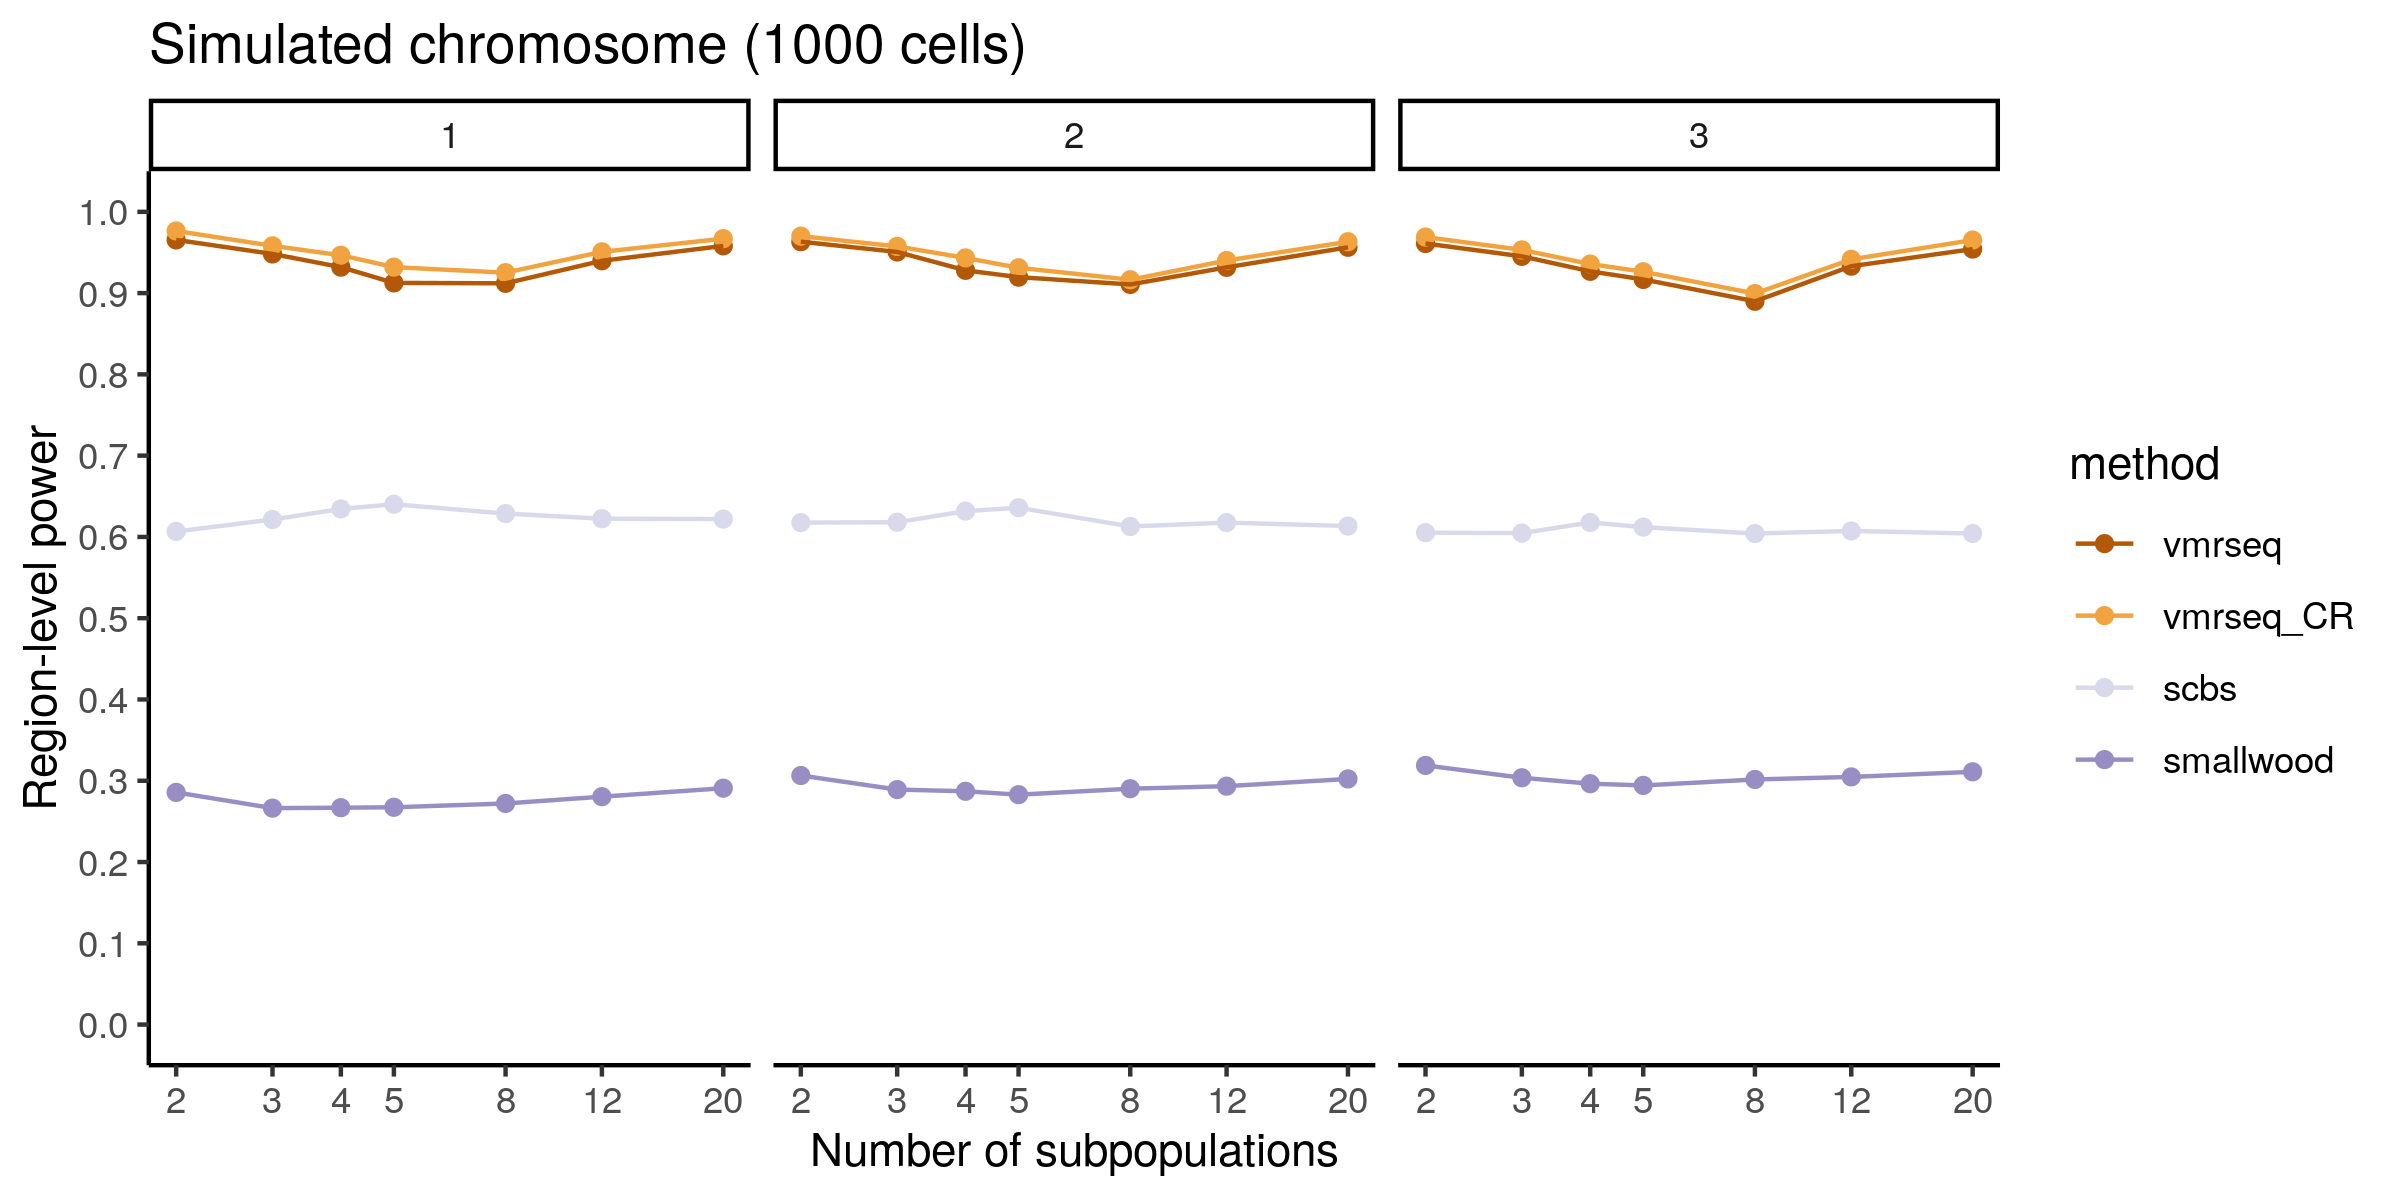 Simulated chromosome (1000 cells)
1 2 3
Region-level power
1.0
0.9
0.8
0.7
0.6
0.5
0.4
0.3
0.2
0.1
0.0
2 3 4 5 8 12 20 2 3 4 5 8 12 20 2 3 4 5 8 12 20
Number of subpopulations
method
vmrseq
vmrseq_CR
scbs
smallwood